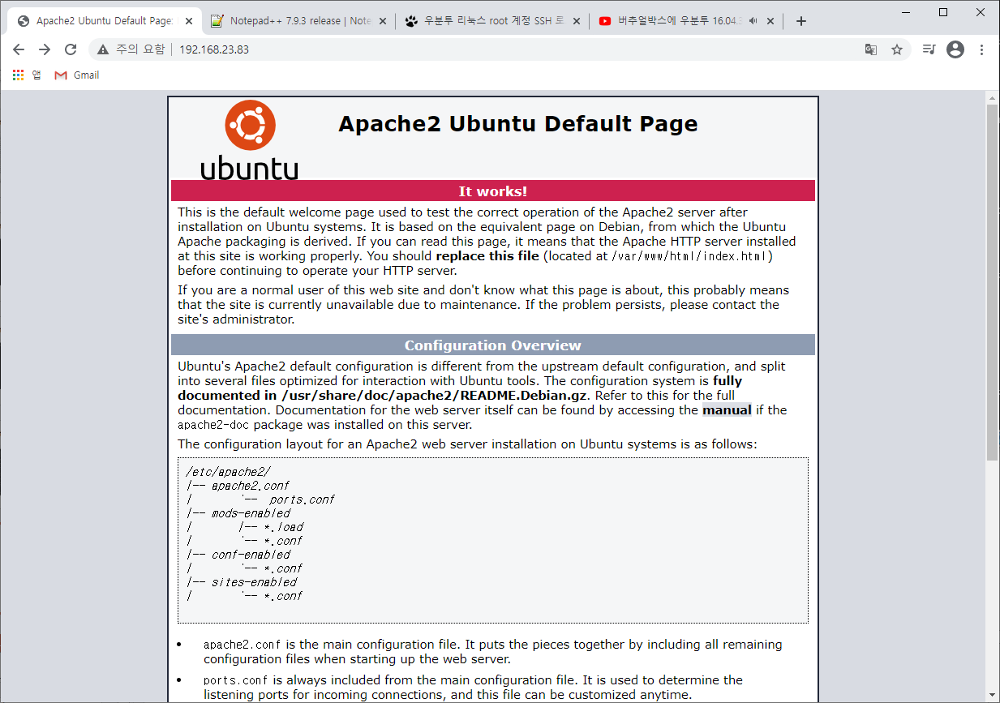 Apache2 Ubuntu Default Page:
Notepad++ 7.9.3 release | Note
우분투 리눅스 root 계정 SSH 로
버추얼박스에 우분투 16.04.3
주의 요함 | 192.168.23.83
앱
Gmail
ubuntu
Apache2 Ubuntu Default Page
It works!
This is the default welcome page used to test the correct operation of the Apache2 server after
installation on Ubuntu systems. It is based on the equivalent page on Debian, from which the Ubuntu
Apache packaging is derived. If you can read this page, it means that the Apache HTTP server installed
at this site is working properly. You should replace this file (located at /var/www/html/index.html)
before continuing to operate your HTTP server.
If you are a normal user of this web site and don't know what this page is about, this probably means
that the site is currently unavailable due to maintenance. If the problem persists, please contact the
site's administrator.
Configuration Overview
Ubuntu's Apache2 default configuration is different from the upstream default configuration, and split
into several files optimized for interaction with Ubuntu tools. The configuration system is fully
documented in /usr/share/doc/apache2/README.Debian.gz. Refer to this for the full
documentation. Documentation for the web server itself can be found by accessing the manual if the
apache2-doc package was installed on this server.
The configuration layout for an Apache2 web server installation on Ubuntu systems is as follows:
/etc/apache2/
|-- apache2.conf
|       `--  ports.conf
|-- mods-enabled
|       |-- *.load
|       `-- *.conf
|-- conf-enabled
|       `-- *.conf
|-- sites-enabled
|       `-- *.conf
• apache2.conf is the main configuration file. It puts the pieces together by including all remaining
configuration files when starting up the web server.
• ports.conf is always included from the main configuration file. It is used to determine the
listening ports for incoming connections, and this file can be customized anytime.